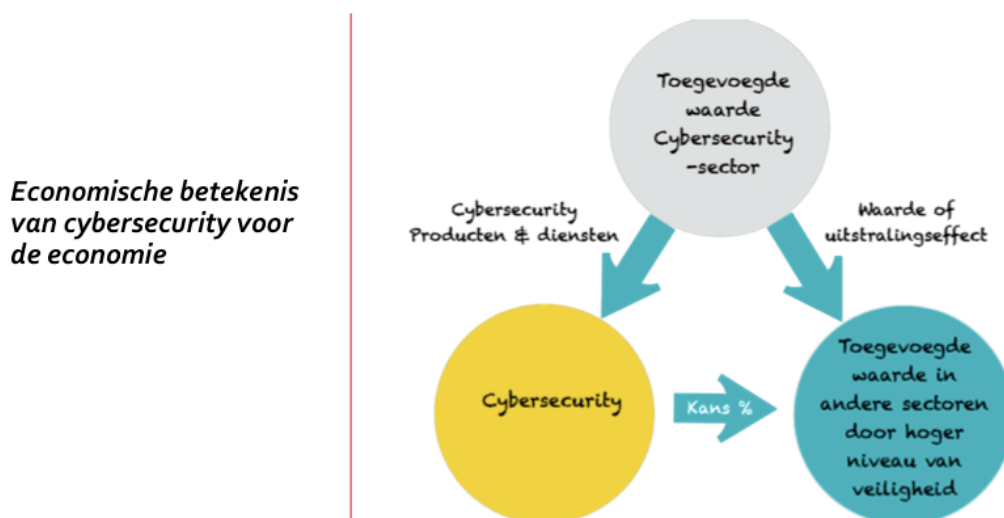 Economische betekenis
van cybersecurity voor
de economie
Toegevoegde
waarde
Cybersecurity
-sector
Cybersecurity
Producten & diensten
Waarde of
uitstralingseffect
Cybersecurity
Kans %
Toegevoegde
waarde in
andere sectoren
door hoger
niveau van
veiligheid